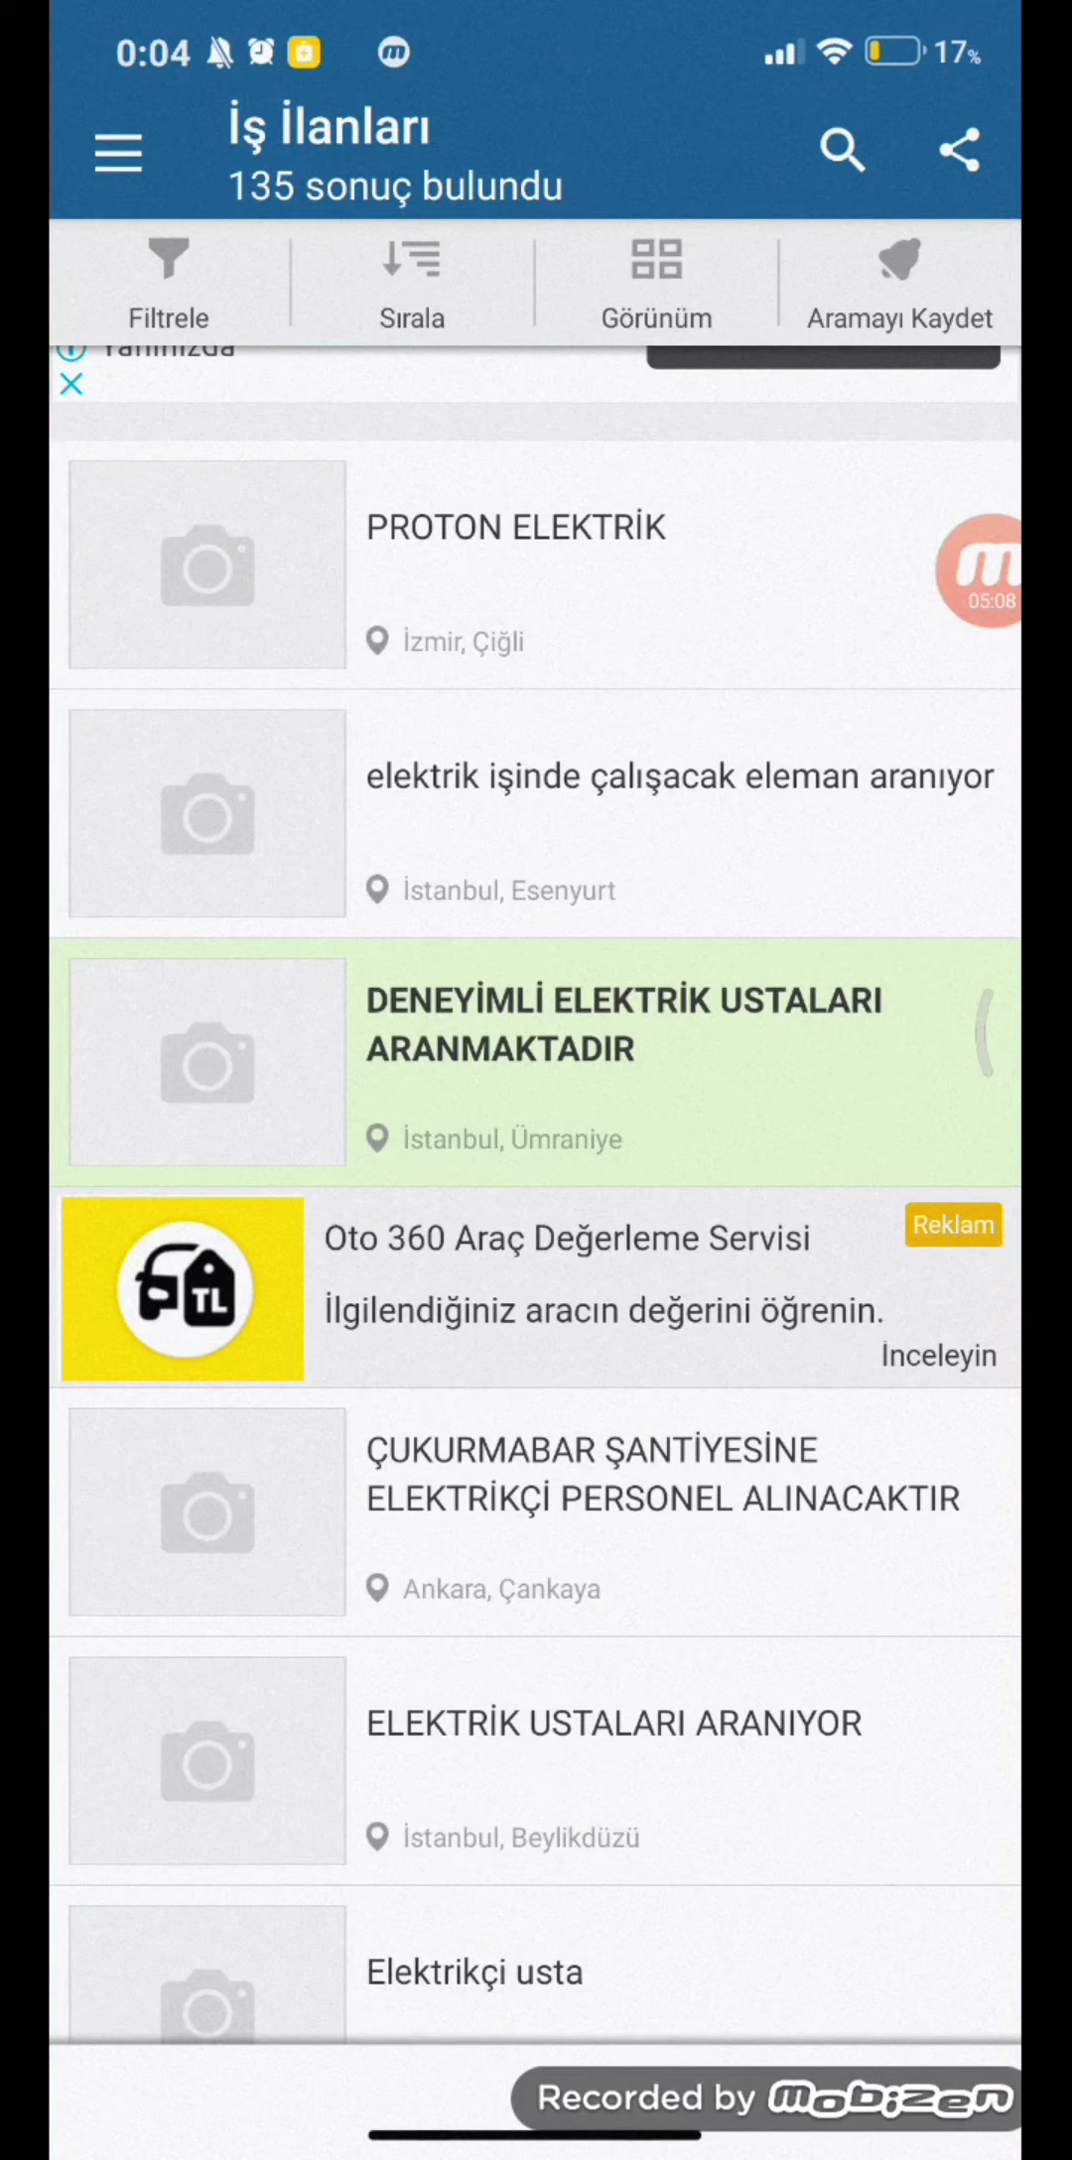 0:04
17%
İş İlanları
135 sonuç bulundu
Filtrele
Sırala
Görünüm
Aramayı Kaydet
Yanınızda
PROTON ELEKTRİK
05:08
İzmir, Çiğli
elektrik işinde çalışacak eleman aranıyor
İstanbul, Esenyurt
DENEYİMLİ ELEKTRİK USTALARI
ARANMAKTADIR
İstanbul, Ümraniye
Oto 360 Araç Değerleme Servisi
Reklam
TL
İlgilendiğiniz aracın değerini öğrenin.
İnceleyin
ÇUKURMABAR ŞANTİYESİNE
ELEKTRİKÇİ PERSONEL ALINACAKTIR
Ankara, Çankaya
ELEKTRİK USTALARI ARANIYOR
İstanbul, Beylikdüzü
Elektrikçi usta
Recorded by mobizen